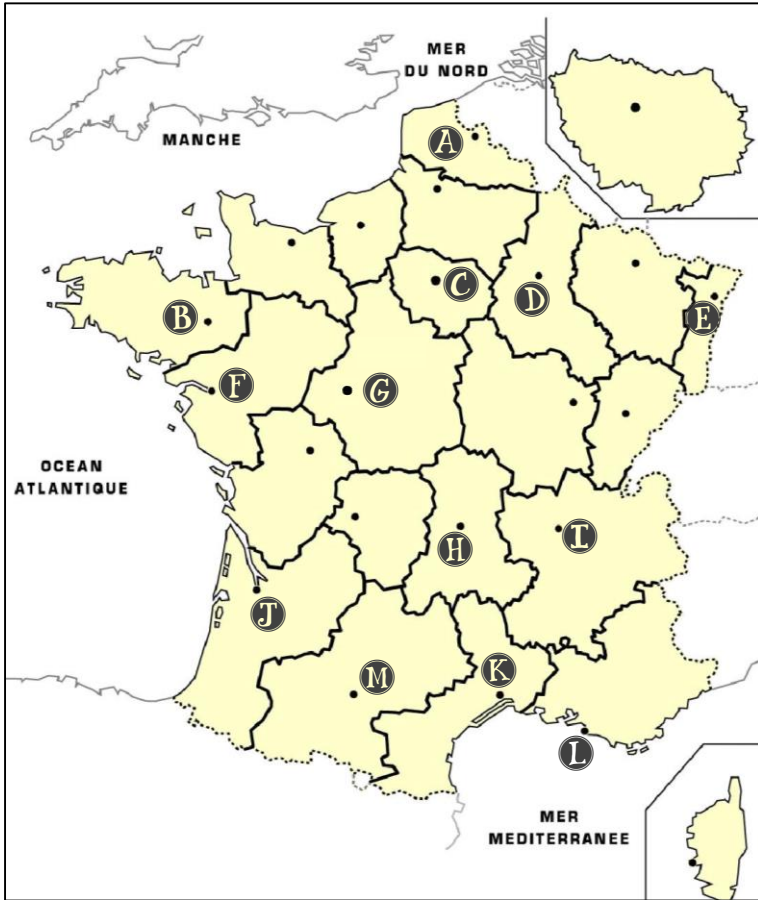 MER
DU NORD
MANCHE
A
C
D
B
E
F
G
OCEAN
ATLANTIQUE
H
I
J
M
K
L
MER
MEDITERRANEE